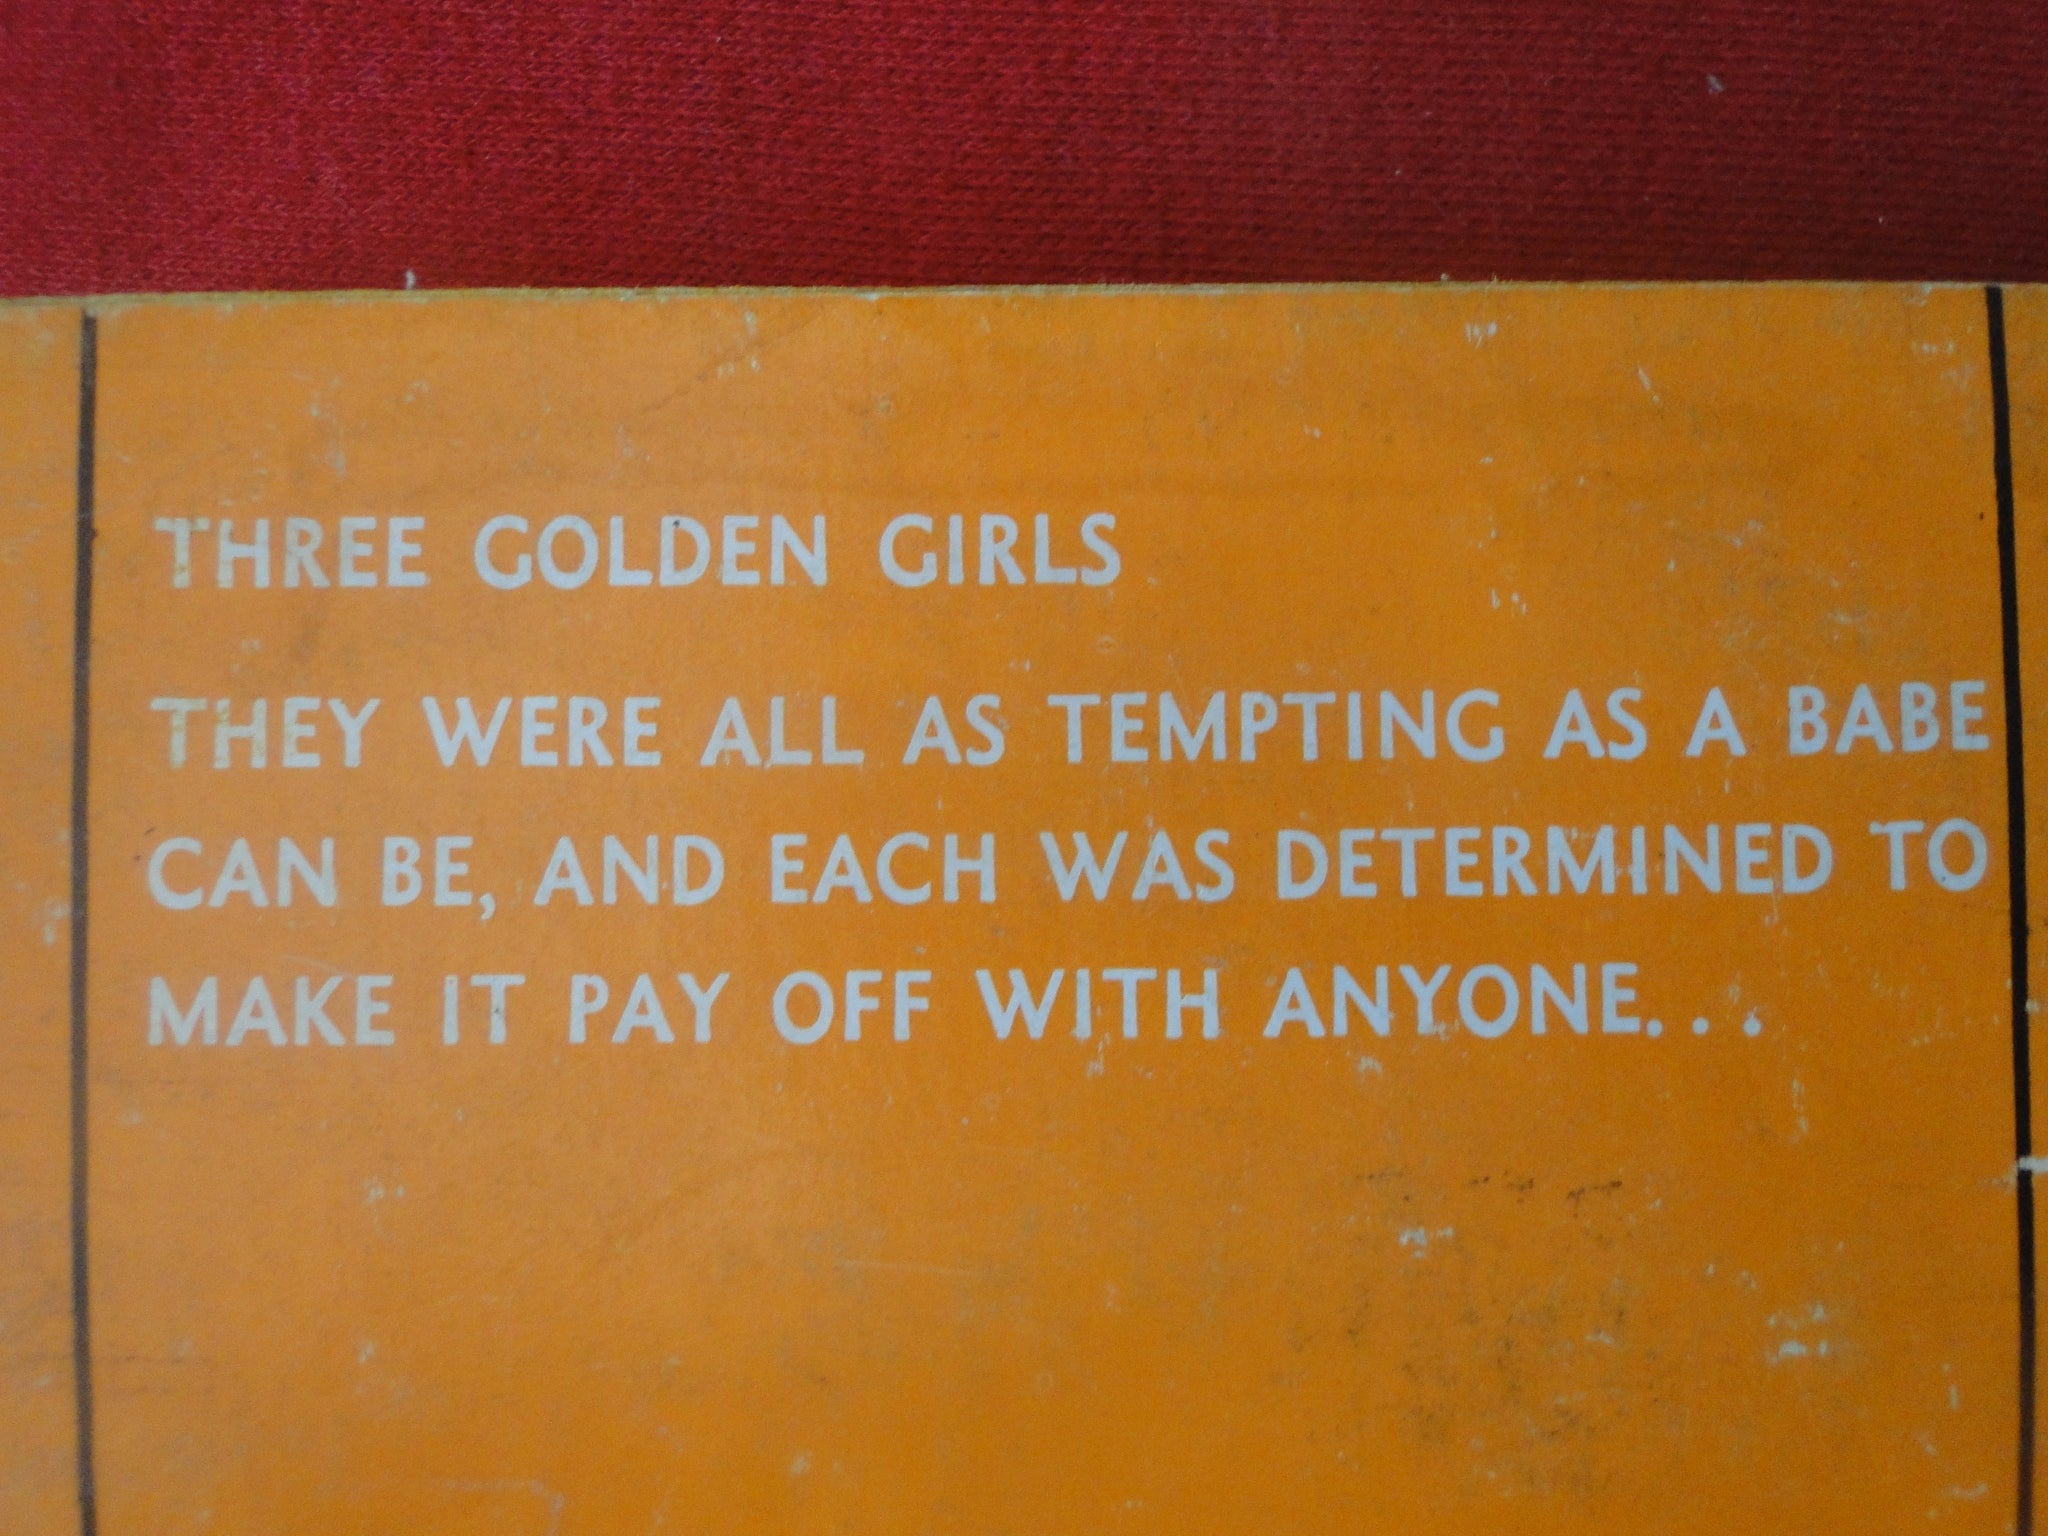 THREE GOLDEN GIRLS
THEY WERE ALL AS TEMPTING AS A BABE
CAN BE, AND EACH WAS DETERMINED TO
MAKE IT PAY OFF WITH ANYONE. . .